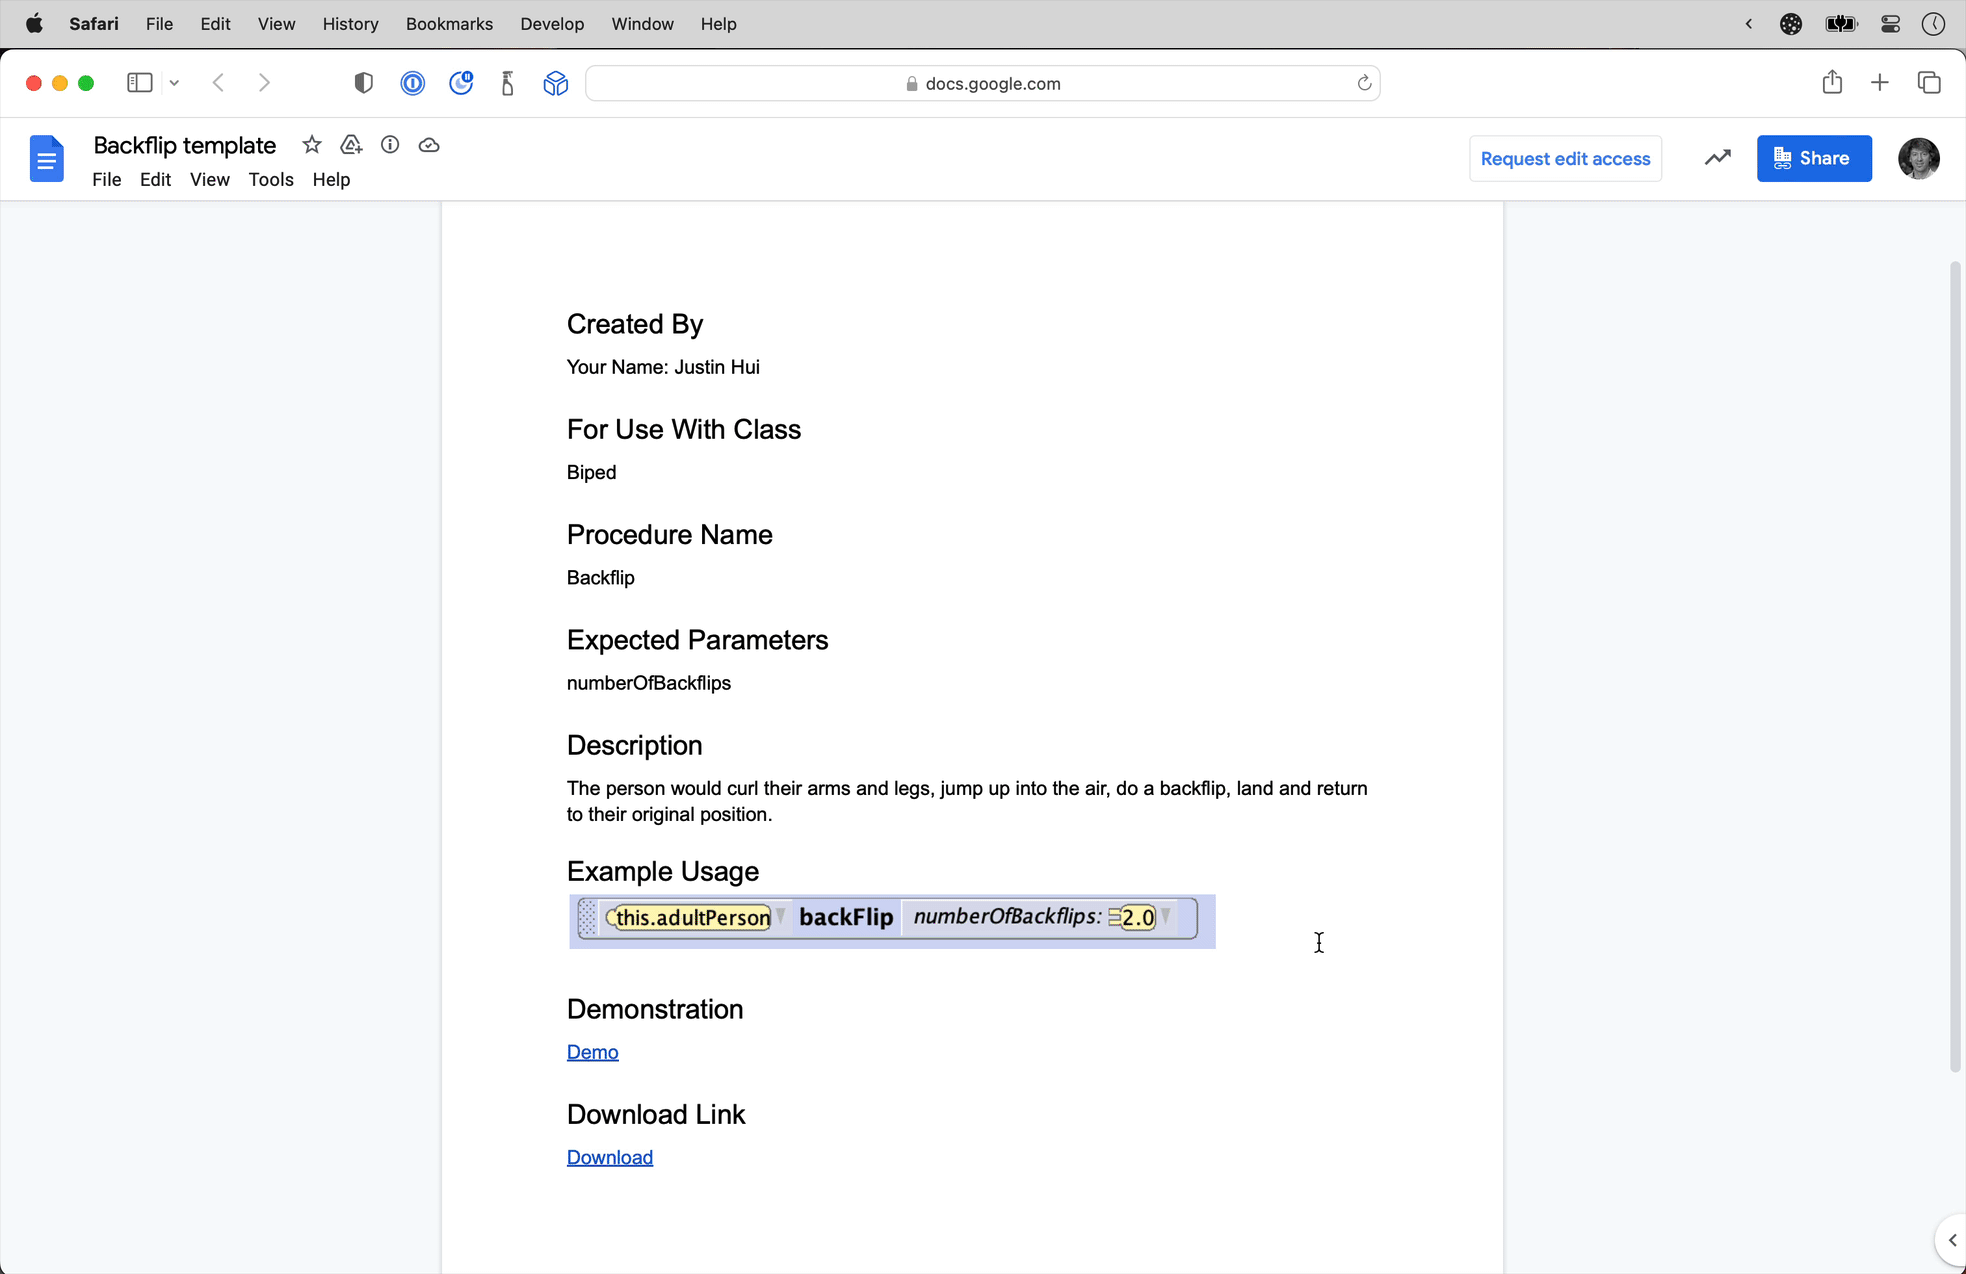 Safari File Edit View History Bookmarks Develop Window Help
docs.google.com
Backflip template
File Edit View Tools Help
Request edit access
Share
Created By
Your Name: Justin Hui
For Use With Class
Biped
Procedure Name
Backflip
Expected Parameters
numberOfBackflips
Description
The person would curl their arms and legs, jump up into the air, do a backflip, land and return
to their original position.
Example Usage
this.adultPerson backFlip numberOfBackflips: 2.0
Demonstration
Demo
Download Link
Download